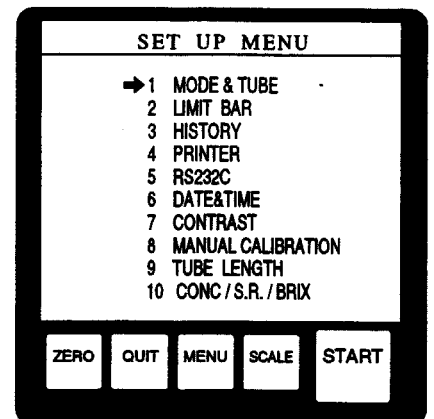 SET UP MENU
➡1 MODE & TUBE
2 LIMIT BAR
3 HISTORY
4 PRINTER
5 RS232C
6 DATE&TIME
7 CONTRAST
8 MANUAL CALIBRATION
9 TUBE LENGTH
10 CONC / S.R. / BRIX
ZERO QUIT MENU SCALE START